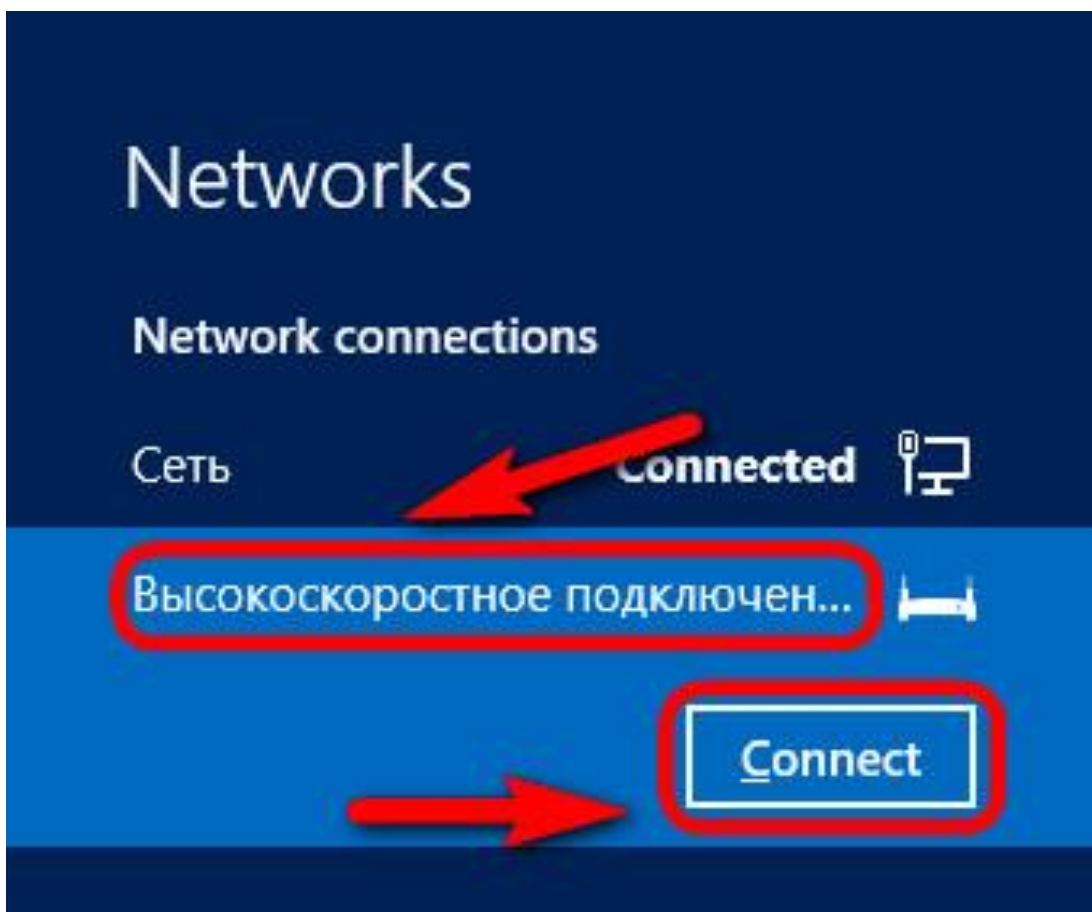 Networks
Network connections
Сеть Connected
Высокоскоростное подключен...
Connect